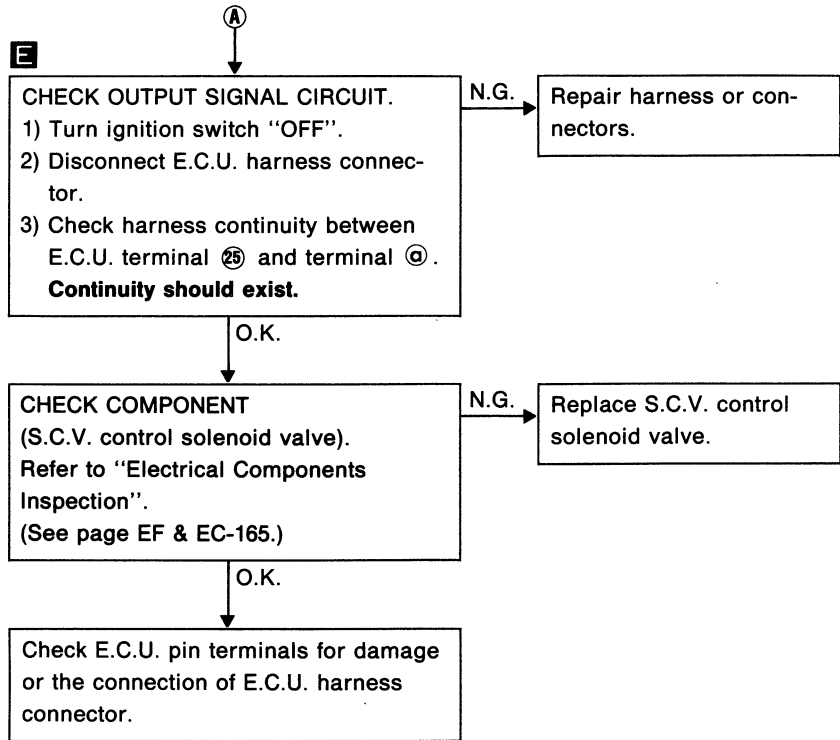 Ⓐ
E
CHECK OUTPUT SIGNAL CIRCUIT.
1) Turn ignition switch “OFF”.
2) Disconnect E.C.U. harness connec-
tor.
3) Check harness continuity between
E.C.U. terminal ㉕ and terminal ⓐ.
Continuity should exist.
N.G.
Repair harness or con-
nectors.
O.K.
CHECK COMPONENT
(S.C.V. control solenoid valve).
Refer to “Electrical Components
Inspection”.
(See page EF & EC-165.)
N.G.
Replace S.C.V. control
solenoid valve.
O.K.
Check E.C.U. pin terminals for damage
or the connection of E.C.U. harness
connector.